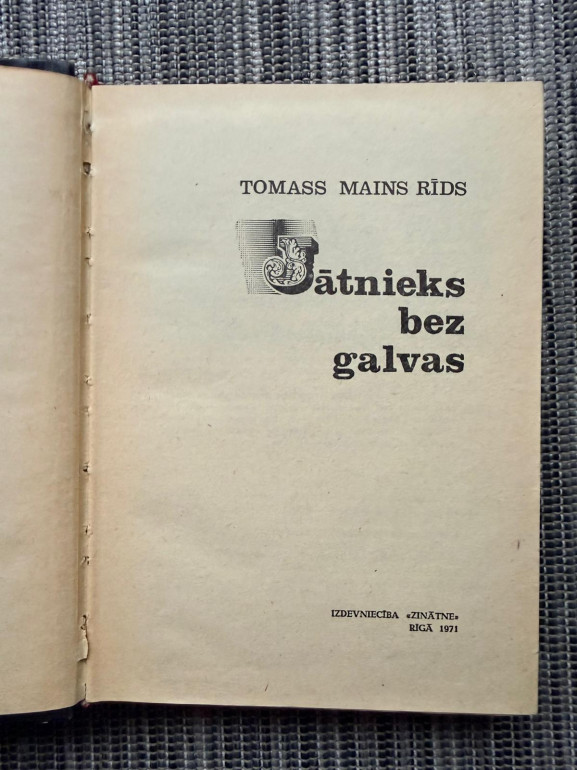 TOMASS MAINS RĪDS
Jātnieks
bez
galvas
IZDEVNIECĪBA «ZINĀTNE»
RĪGĀ 1971